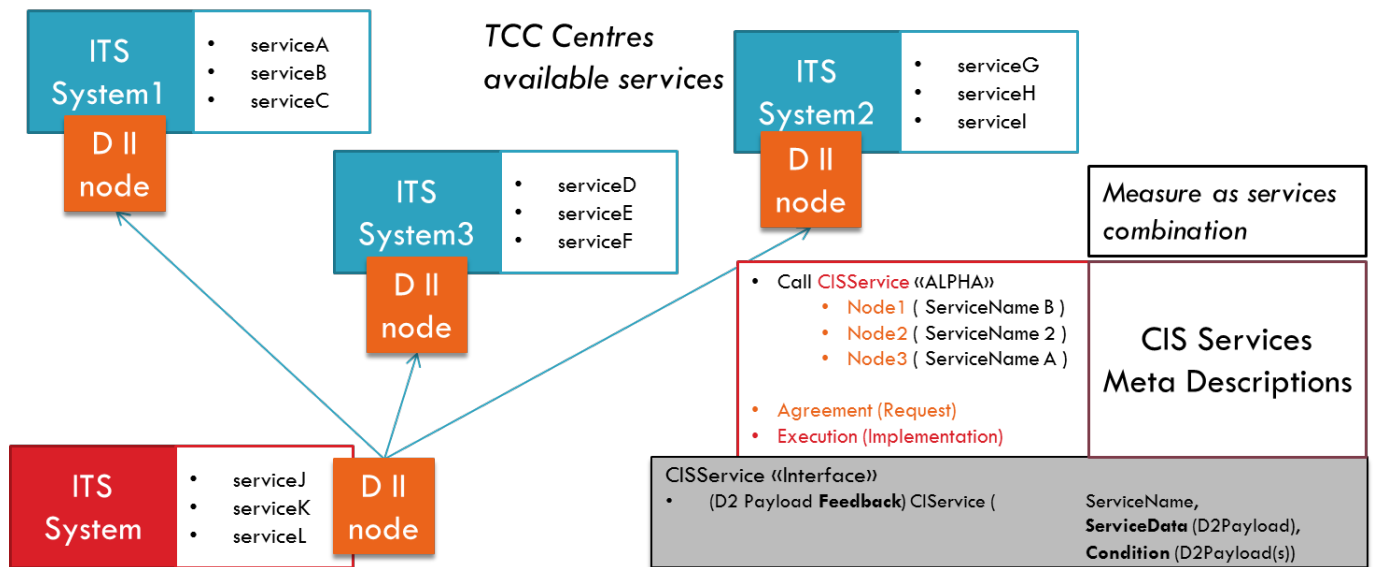 ITS
System1
• serviceA
• serviceB
• serviceC
D II
node
TCC Centres
available services
ITS
System2
• serviceG
• serviceH
• serviceI
D II
node
ITS
System3
• serviceD
• serviceE
• serviceF
D II
node
Measure as services
combination
• Call CISService «ALPHA»
• Node1 ( ServiceName B )
• Node2 ( ServiceName 2 )
• Node3 ( ServiceName A )
• Agreement (Request)
• Execution (Implementation)
CIS Services
Meta Descriptions
ITS
System
• serviceJ
• serviceK
• serviceL
D II
node
CISService «Interface»
• (D2 Payload Feedback) CIService ( ServiceName,
ServiceData (D2Payload),
Condition (D2Payload(s))